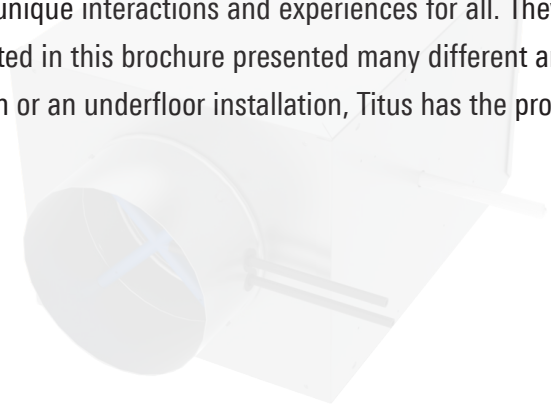 unique interactions and experiences for all. The
ted in this brochure presented many different a
n or an underfloor installation, Titus has the pro